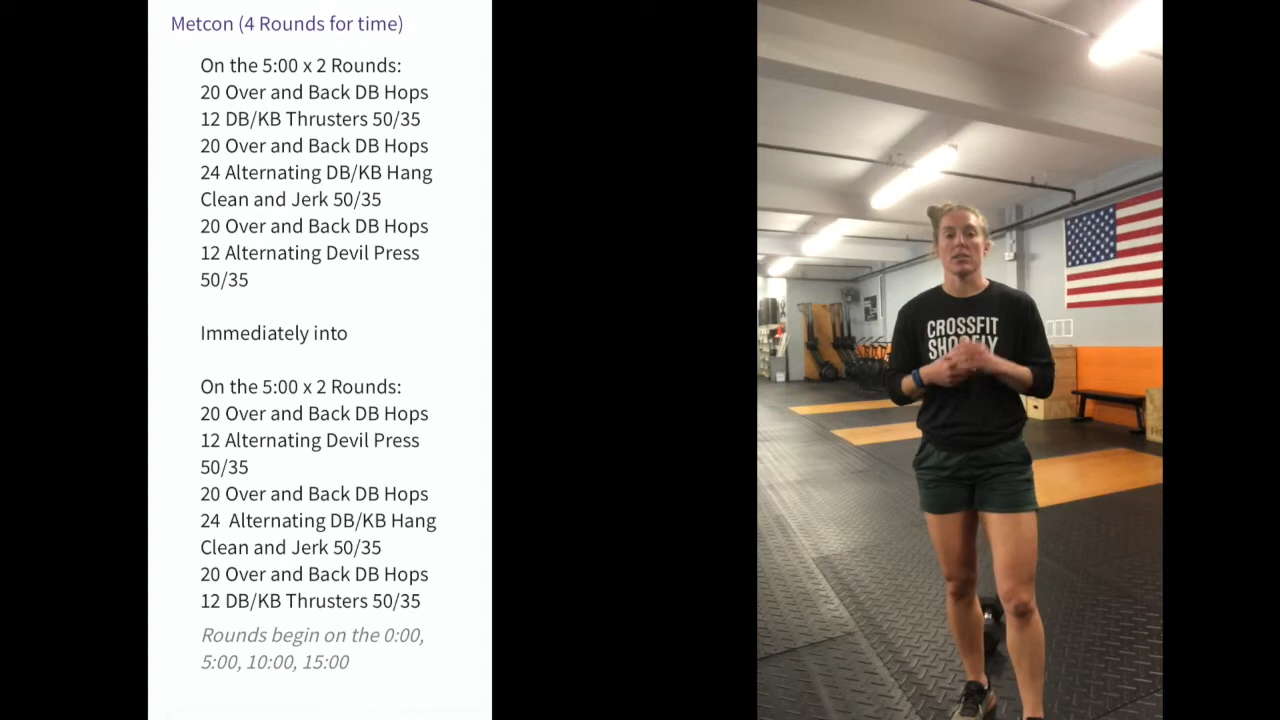 Metcon (4 Rounds for time)
On the 5:00 x 2 Rounds:
20 Over and Back DB Hops
12 DB/KB Thrusters 50/35
20 Over and Back DB Hops
24 Alternating DB/KB Hang
Clean and Jerk 50/35
20 Over and Back DB Hops
12 Alternating Devil Press
50/35
Immediately into
On the 5:00 x 2 Rounds:
20 Over and Back DB Hops
12 Alternating Devil Press
50/35
20 Over and Back DB Hops
24 Alternating DB/KB Hang
Clean and Jerk 50/35
20 Over and Back DB Hops
12 DB/KB Thrusters 50/35
Rounds begin on the 0:00,
5:00, 10:00, 15:00
CROSSFIT